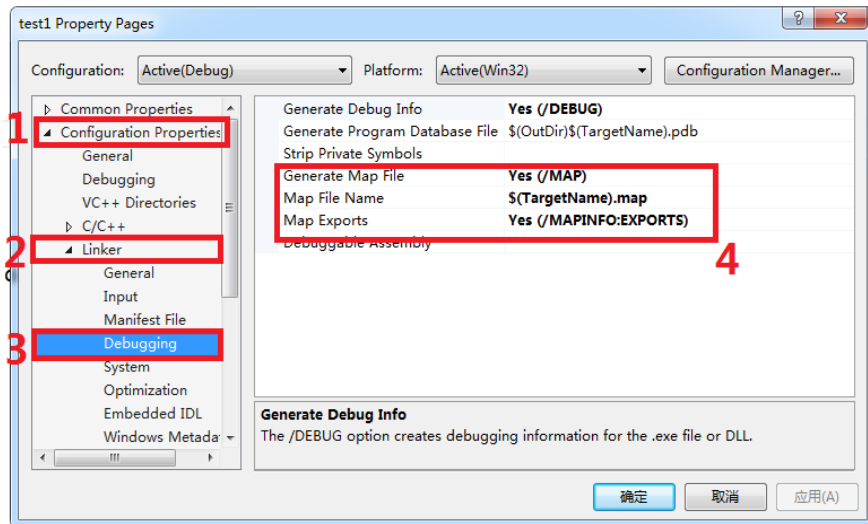 test1 Property Pages
Configuration: Active(Debug) Platform: Active(Win32) Configuration Manager...
1
Common Properties
Configuration Properties
General
Debugging
VC++ Directories
C/C++
2
Linker
General
Input
Manifest File
3
Debugging
System
Optimization
Embedded IDL
Windows Metada
Generate Debug Info Yes (/DEBUG)
Generate Program Database File $(OutDir)$(TargetName).pdb
Strip Private Symbols
Generate Map File Yes (/MAP)
Map File Name $(TargetName).map
Map Exports Yes (/MAPINFO:EXPORTS)
Debuggable Assembly
4
Generate Debug Info
The /DEBUG option creates debugging information for the .exe file or DLL.
确定 取消 应用(A)